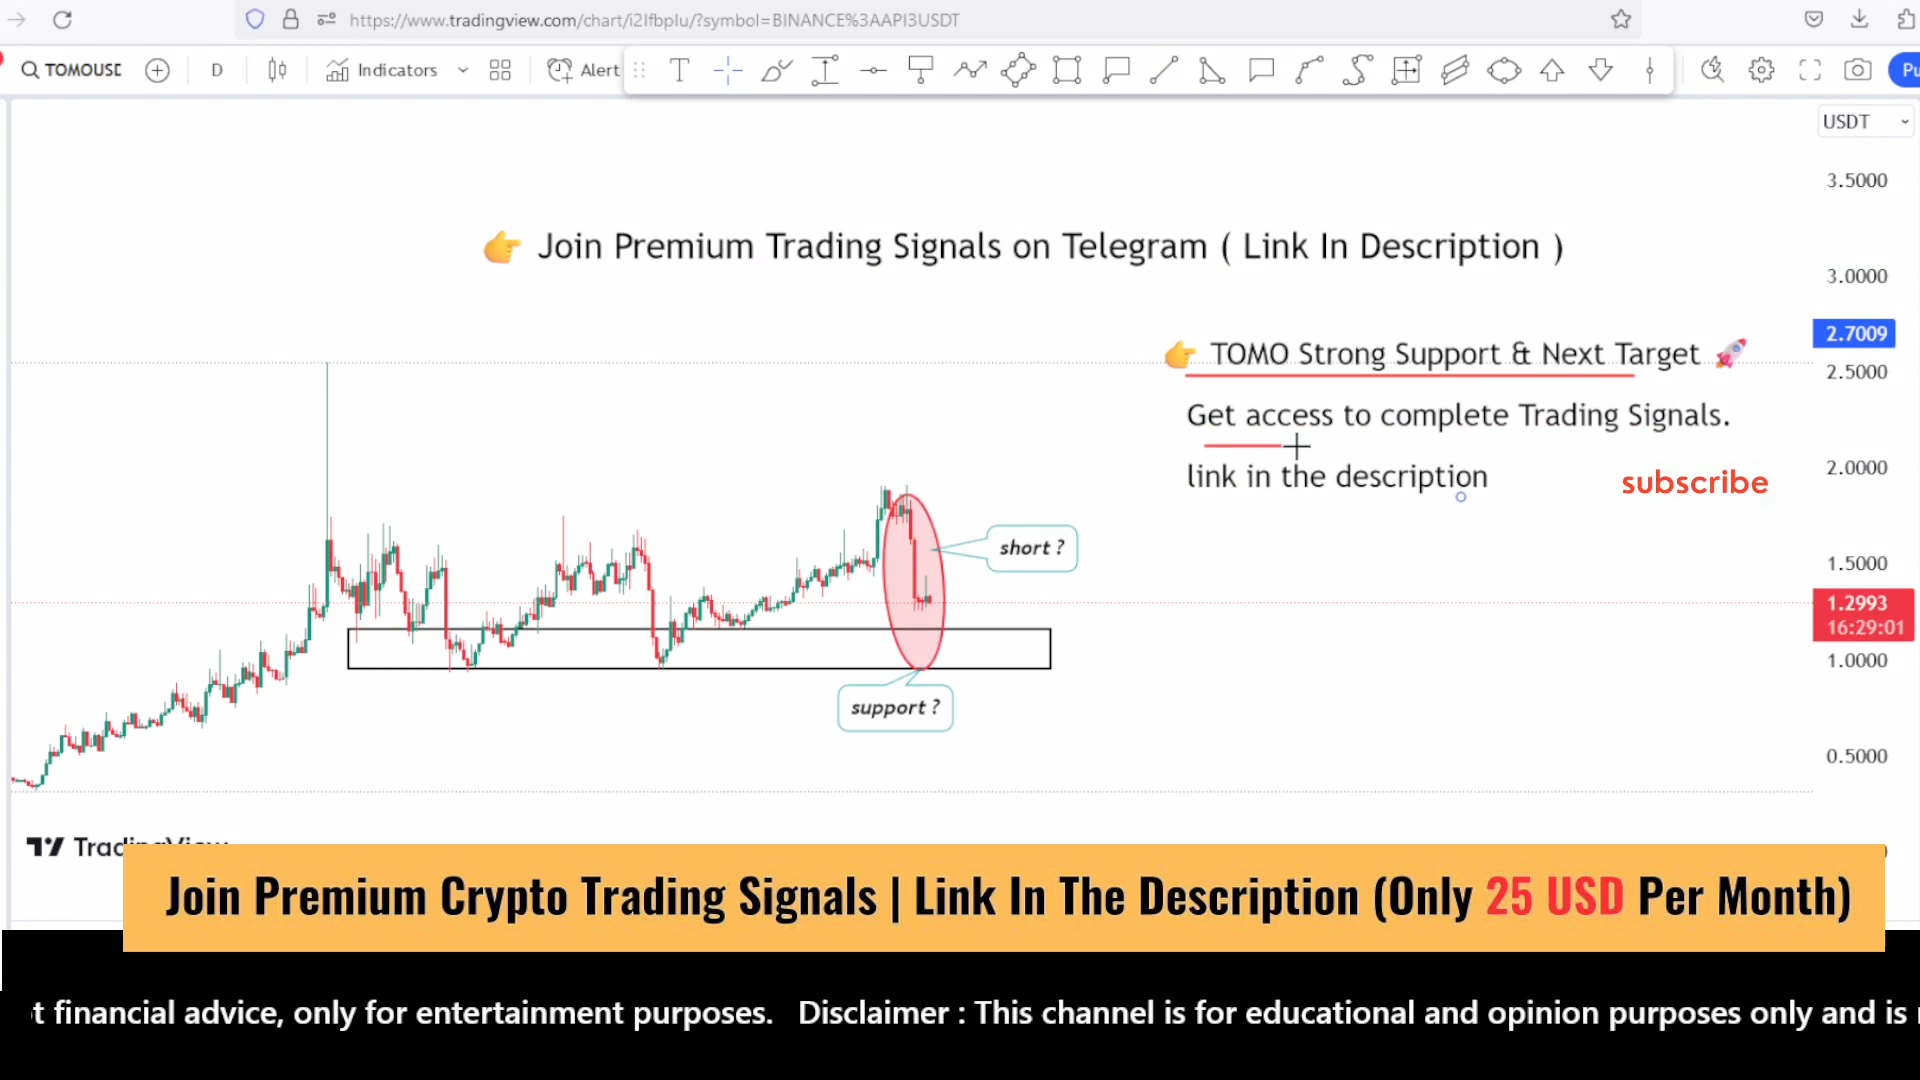 https://www.tradingview.com/chart/i2Ifbplu/?symbol=BINANCE%3AAPI3USDT
TOMOUSD
D
Indicators
Alert
Pu
USDT
3.5000
👉 Join Premium Trading Signals on Telegram ( Link In Description )
3.0000
2.7009
👉 TOMO Strong Support & Next Target 🚀
2.5000
Get access to complete Trading Signals.
2.0000
link in the description
subscribe
short ?
1.5000
1.2993
16:29:01
1.0000
support ?
0.5000
TradingView
Join Premium Crypto Trading Signals | Link In The Description (Only 25 USD Per Month)
t financial advice, only for entertainment purposes. Disclaimer : This channel is for educational and opinion purposes only and is